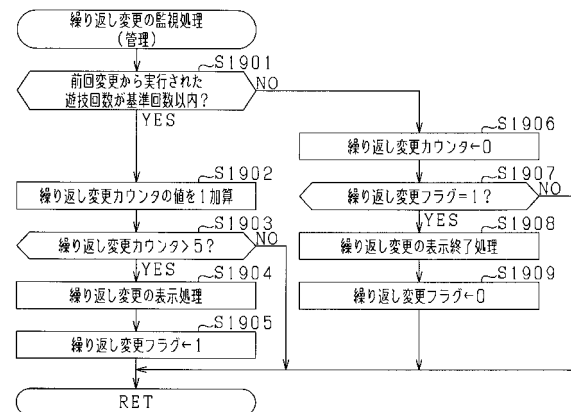 繰り返し変更の監視処理
(管理)
S1901
前回変更から実行された
遊技回数が基準回数以内?
NO
YES
S1902
繰り返し変更カウンタの値を1加算
S1903
繰り返し変更カウンタ>5?
NO
YES
S1904
繰り返し変更の表示処理
S1905
繰り返し変更フラグ←1
S1906
繰り返し変更カウンタ←0
S1907
繰り返し変更フラグ=1?
NO
YES
S1908
繰り返し変更の表示終了処理
S1909
繰り返し変更フラグ←0
RET